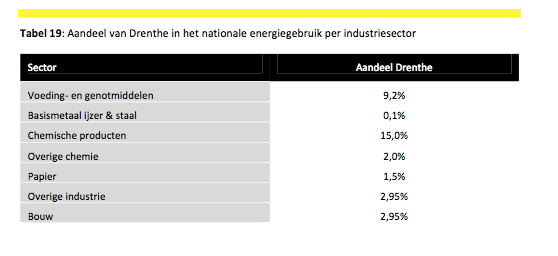 Tabel 19: Aandeel van Drenthe in het nationale energiegebruik per industriesector
Sector Aandeel Drenthe
Voeding- en genotmiddelen 9,2%
Basismetaal ijzer & staal 0,1%
Chemische producten 15,0%
Overige chemie 2,0%
Papier 1,5%
Overige industrie 2,95%
Bouw 2,95%